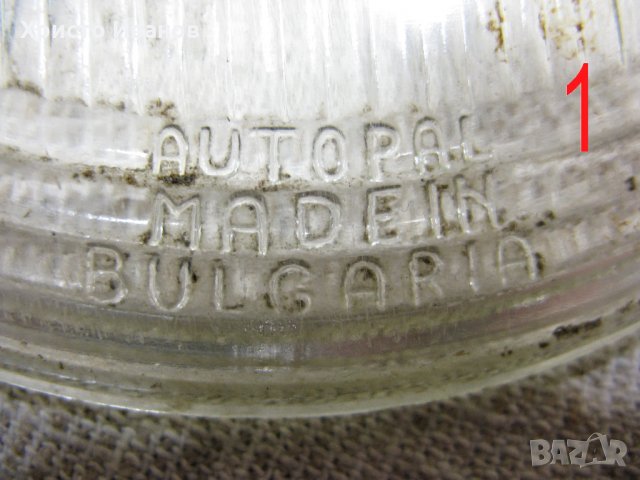 Христо иванов
1
AUTOPAL
MADE IN
BULGARIA
BAZAR